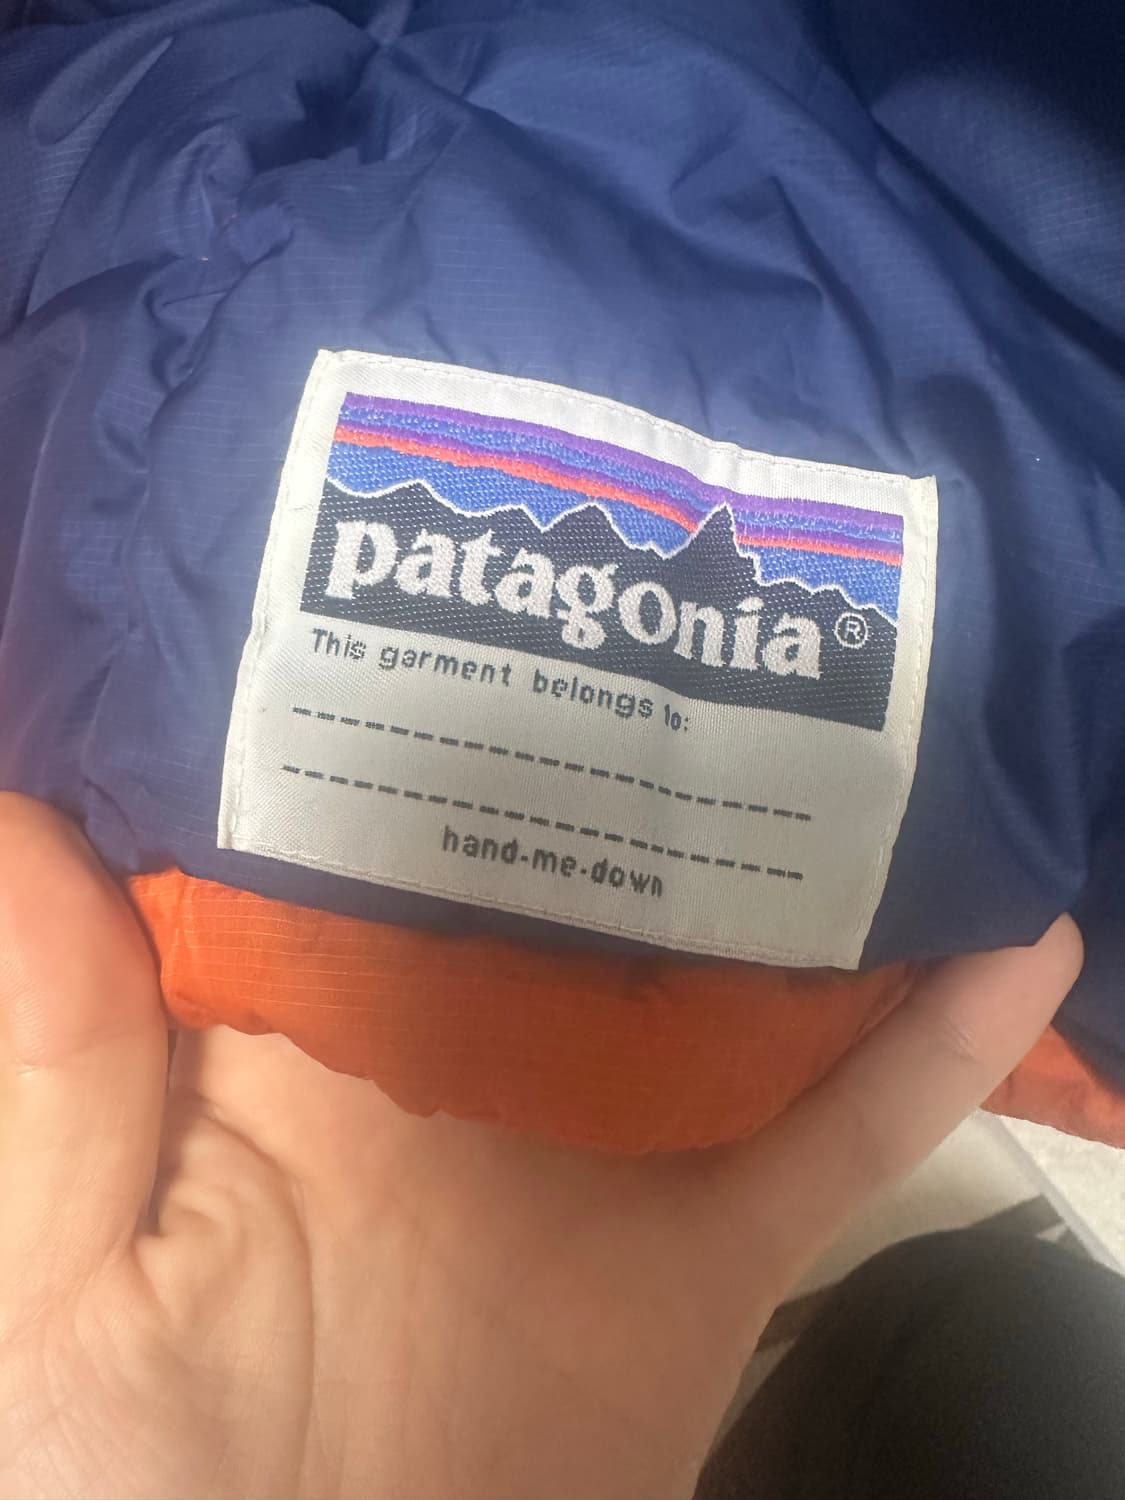 patagonia®
This garment belongs to:
hand-me-down